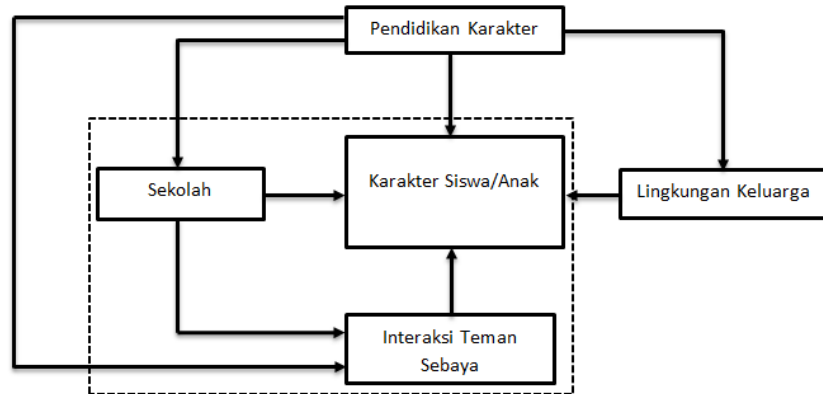 Pendidikan Karakter
Sekolah
Karakter Siswa/Anak
Lingkungan Keluarga
Interaksi Teman
Sebaya